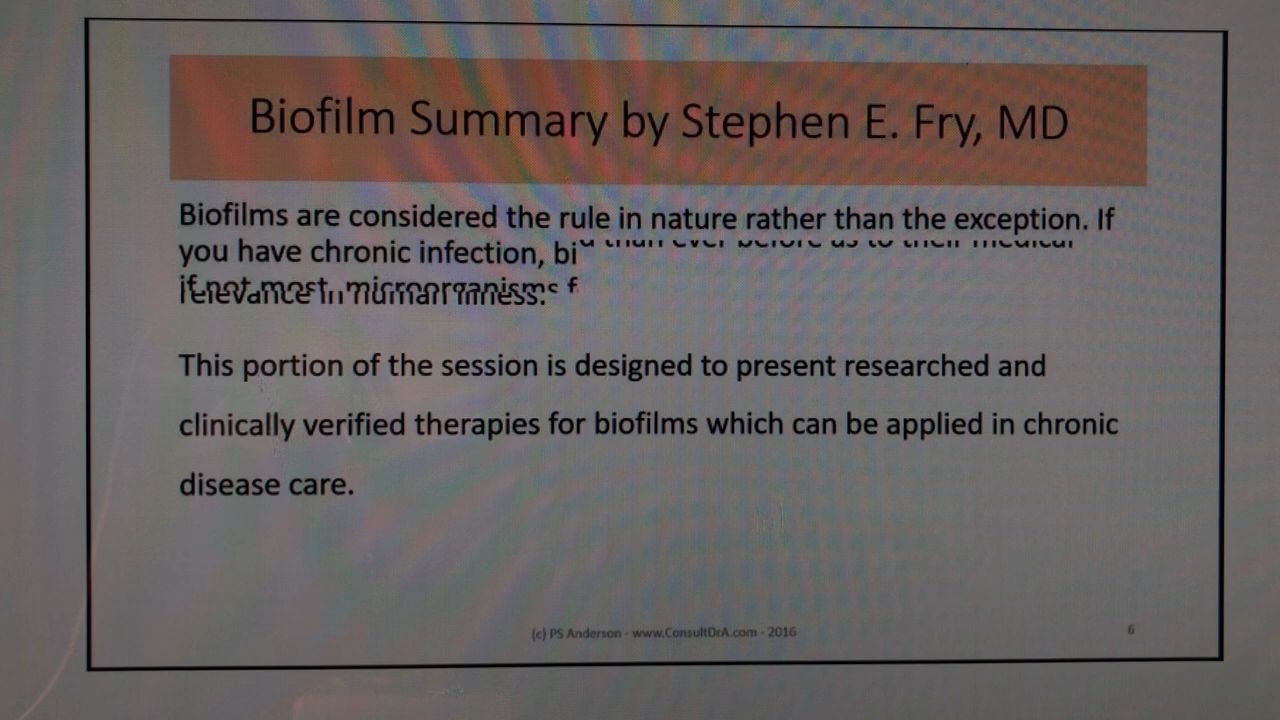 Biofilm Summary by Stephen E. Fry, MD
Biofilms are considered the rule in nature rather than the exception. If
you have chronic infection,
This portion of the session is designed to present researched and
clinically verified therapies for biofilms which can be applied in chronic
disease care.
(c) PS Anderson - www.ConsultDrA.com - 2016
6